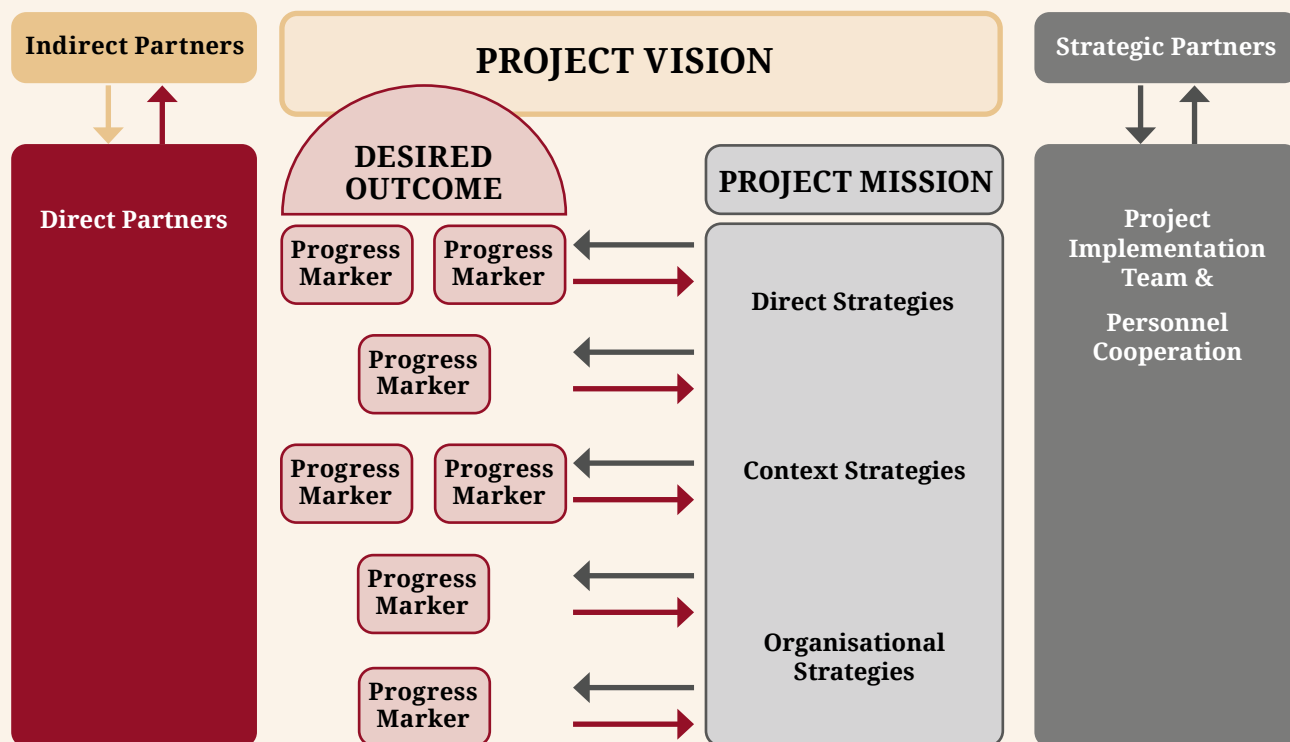 Indirect Partners
PROJECT VISION
Strategic Partners
Direct Partners
DESIRED
OUTCOME
Progress
Marker
Progress
Marker
Progress
Marker
Progress
Marker
Progress
Marker
Progress
Marker
Progress
Marker
PROJECT MISSION
Direct Strategies
Context Strategies
Organisational
Strategies
Project
Implementation
Team &
Personnel
Cooperation